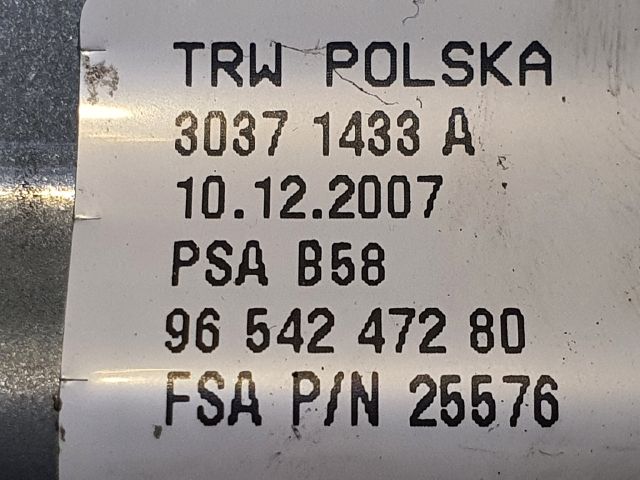 TRW POLSKA
3037 1433 A
10.12.2007
PSA B58
96 542 472 80
FSA P/N 25576